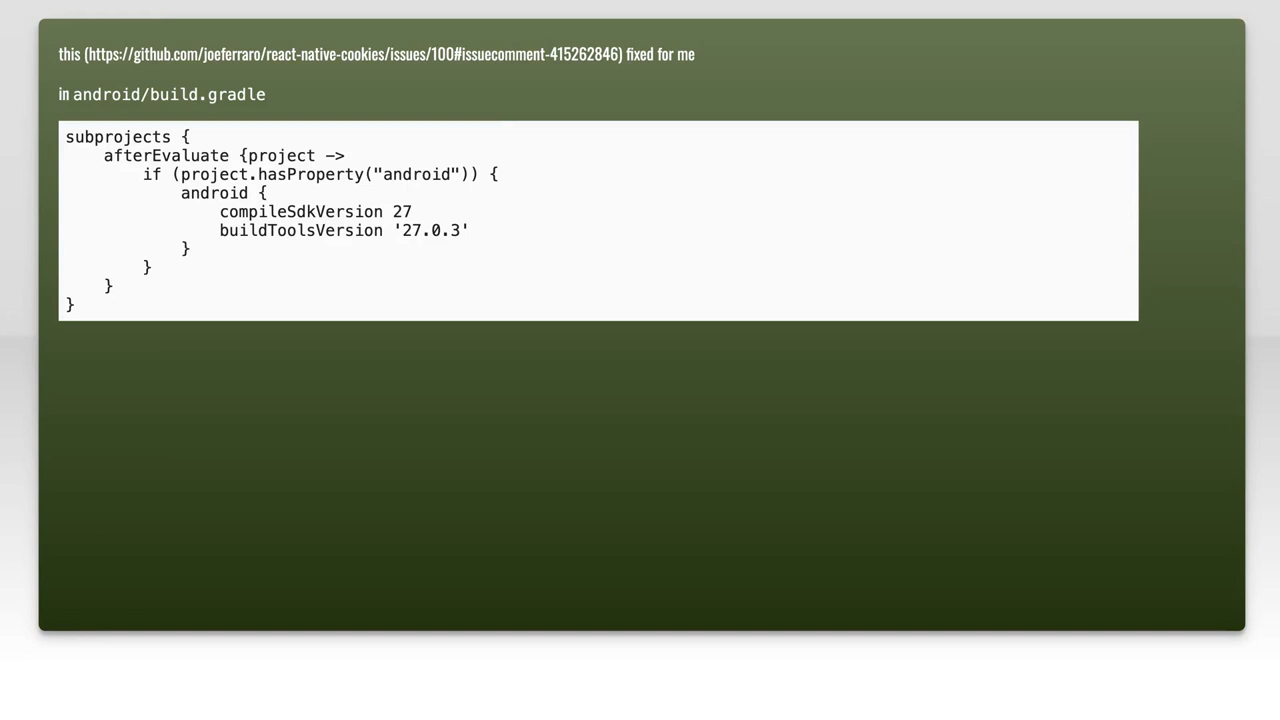 this (https://github.com/joeferraro/react-native-cookies/issues/100#issuecomment-415262846) fixed for me
in android/build.gradle
subprojects {
    afterEvaluate {project ->
        if (project.hasProperty("android")) {
            android {
                compileSdkVersion 27
                buildToolsVersion '27.0.3'
            }
        }
    }
}